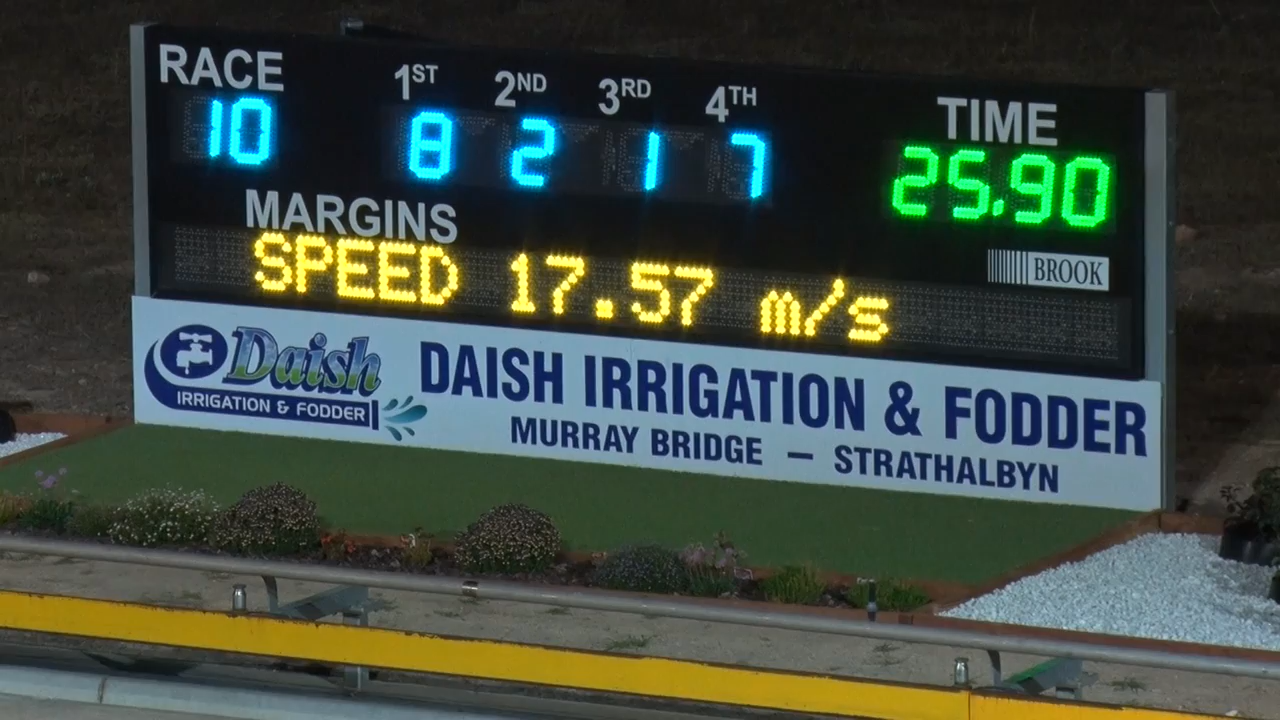 RACE 1ST 2ND 3RD 4TH TIME
10 8 2 1 7 25.90
MARGINS
SPEED 17.57 m/s
BROOK
Daish
IRRIGATION & FODDER
DAISH IRRIGATION & FODDER
MURRAY BRIDGE — STRATHALBYN